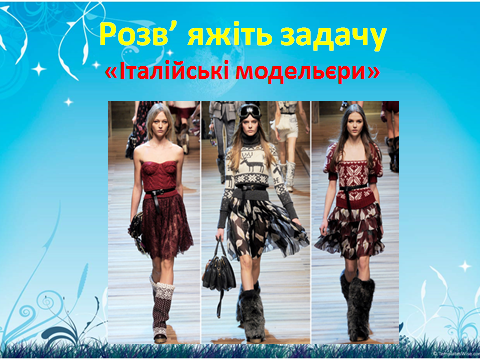 Розв’ яжіть задачу
«Італійські модельєри»